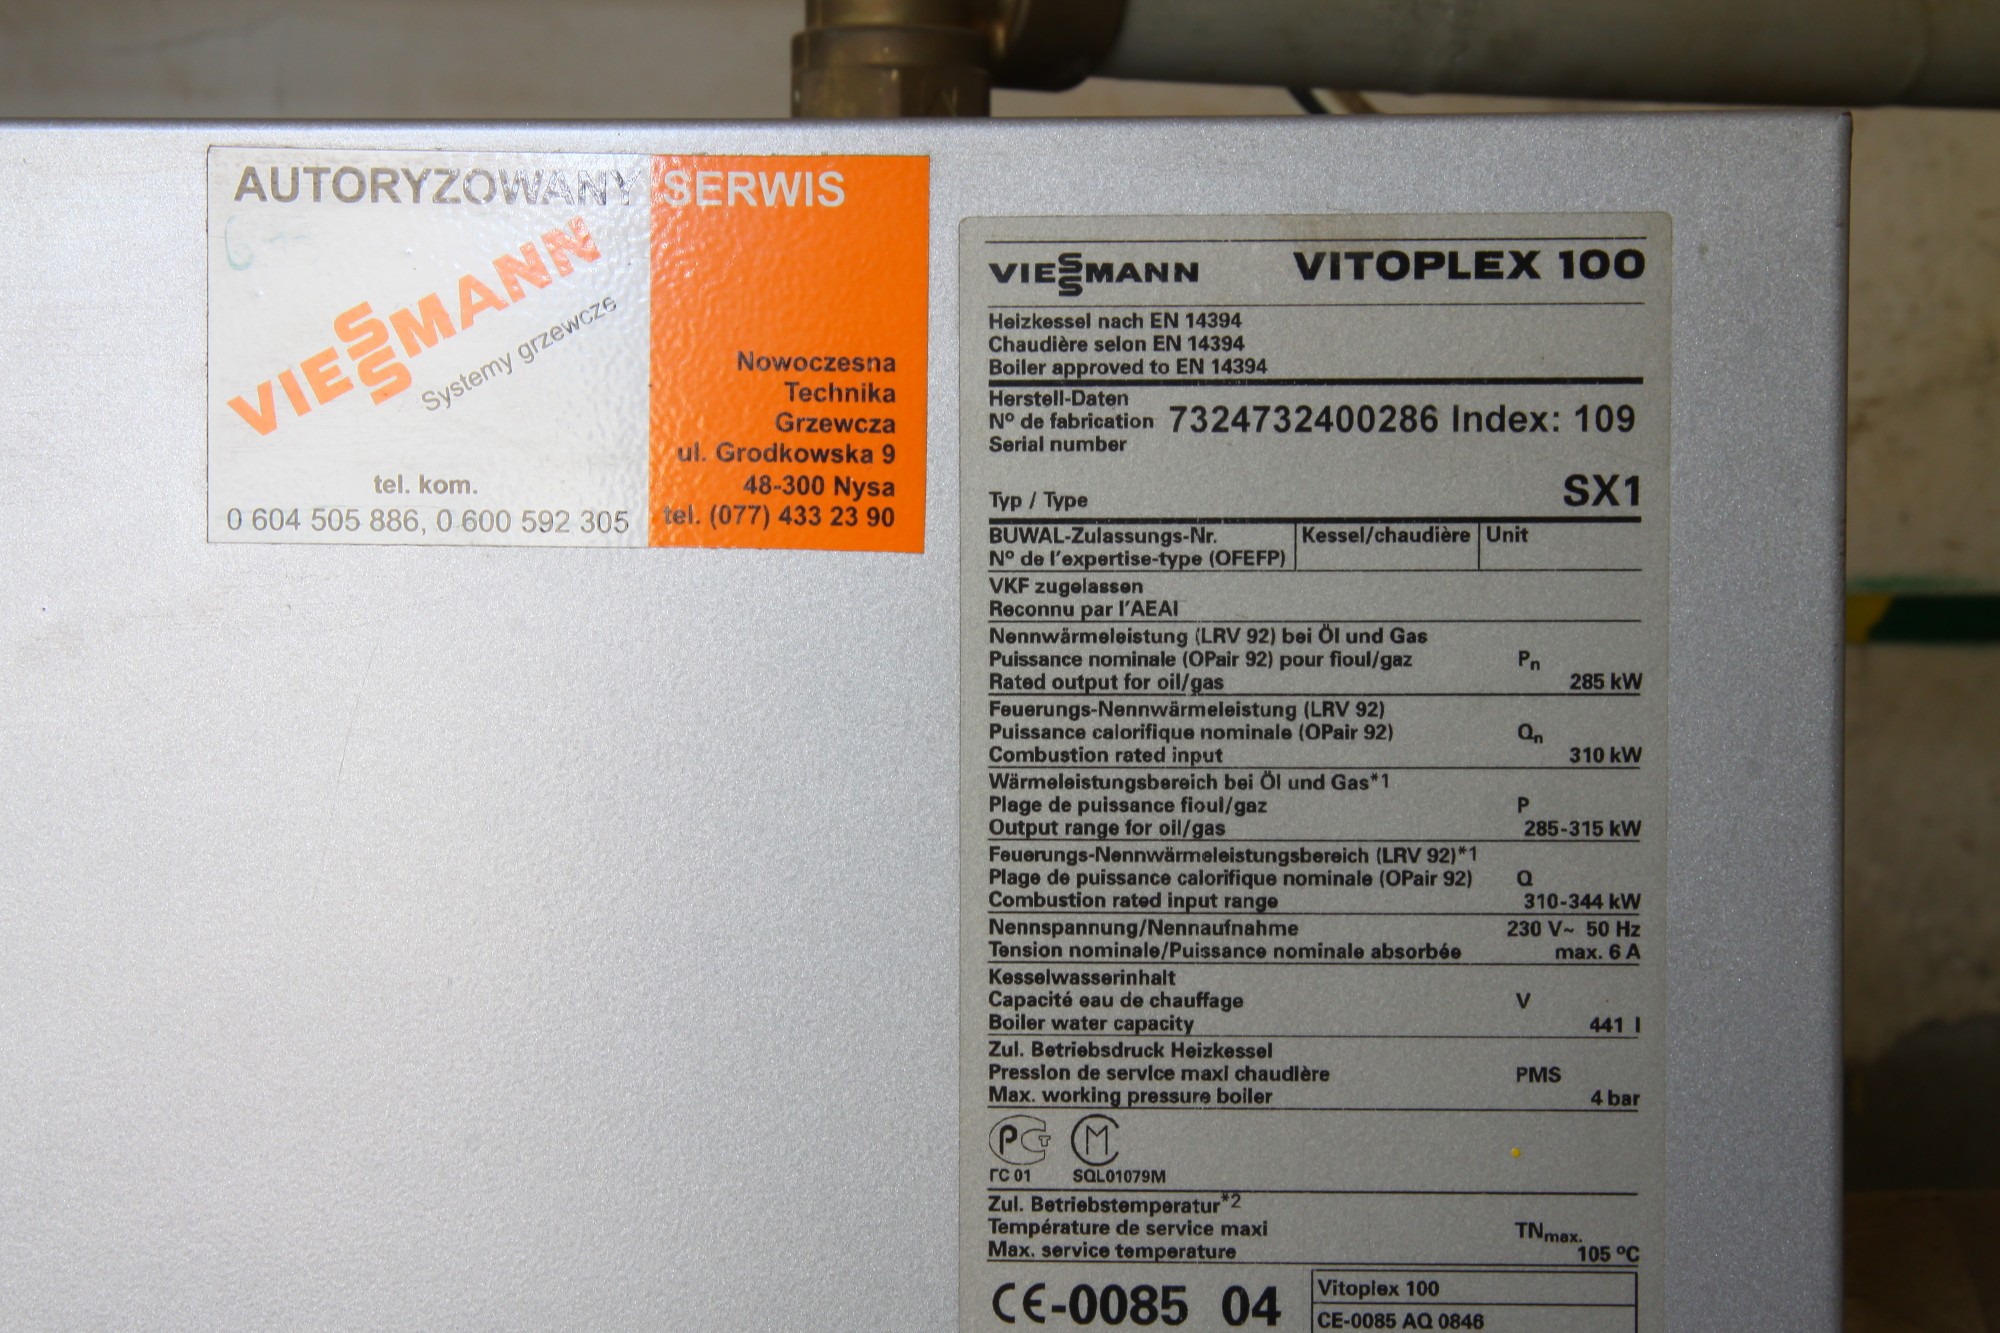 AUTORYZOWANY SERWIS
VIESSMANN
Systemy grzewcze
tel. kom.
0 604 505 886, 0 600 592 305
Nowoczesna
Technika
Grzewcza
ul. Grodkowska 9
48-300 Nysa
tel. (077) 433 23 90
VIESSMANN VITOPLEX 100
Heizkessel nach EN 14394
Chaudière selon EN 14394
Boiler approved to EN 14394
Herstell-Daten
N° de fabrication 7324732400286 Index: 109
Serial number
Typ / Type SX1
BUWAL-Zulassungs-Nr. Kessel/chaudière Unit
N° de l'expertise-type (OFEFP)
VKF zugelassen
Reconnu par l'AEAI
Nennwärmeleistung (LRV 92) bei Öl und Gas
Puissance nominale (OPair 92) pour fioul/gaz Pn
Rated output for oil/gas 285 kW
Feuerungs-Nennwärmeleistung (LRV 92)
Puissance calorifique nominale (OPair 92) Qn
Combustion rated input 310 kW
Wärmeleistungsbereich bei Öl und Gas*1
Plage de puissance fioul/gaz P
Output range for oil/gas 285-315 kW
Feuerungs-Nennwärmeleistungsbereich (LRV 92)*1
Plage de puissance calorifique nominale (OPair 92) Q
Combustion rated input range 310-344 kW
Nennspannung/Nennaufnahme 230 V~ 50 Hz
Tension nominale/Puissance nominale absorbée max. 6 A
Kesselwasserinhalt
Capacité eau de chauffage V
Boiler water capacity 441 l
Zul. Betriebsdruck Heizkessel
Pression de service maxi chaudière PMS
Max. working pressure boiler 4 bar
ГС 01 SQL01079M
Zul. Betriebstemperatur*2
Température de service maxi TNmax.
Max. service temperature 105 °C
CE-0085 04
Vitoplex 100
CE-0085 AQ 0846